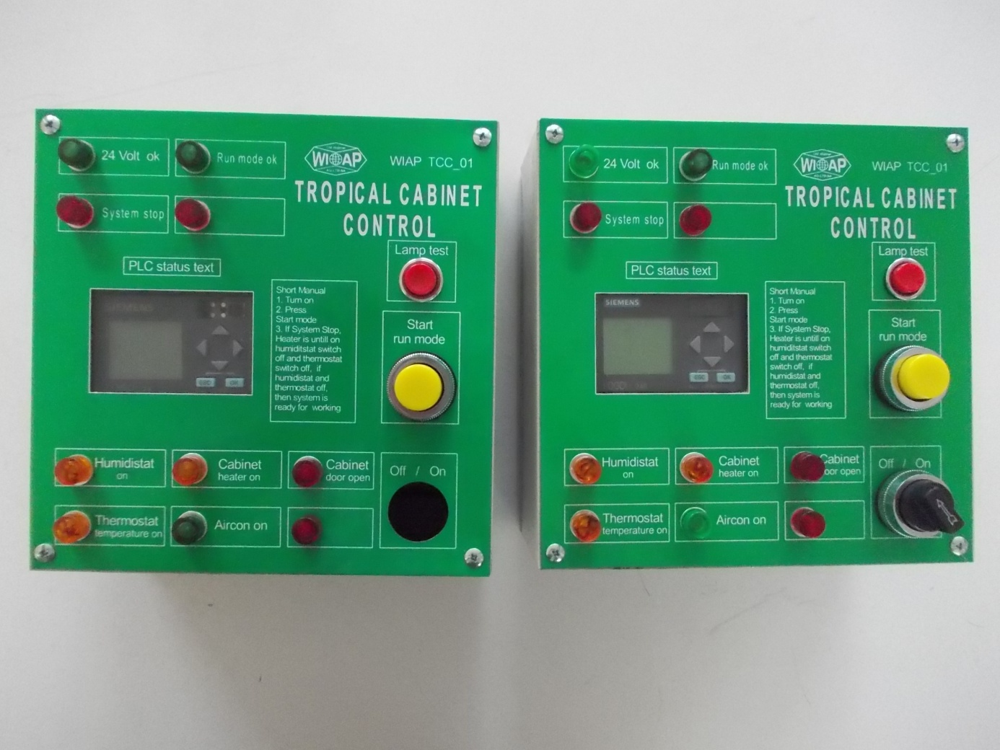 24 Volt ok
Run mode ok
WIAP
WIAP TCC_01
System stop
TROPICAL CABINET
CONTROL
Lamp test
PLC status text
SIEMENS
Short Manual
1. Turn on
2. Press
Start mode
3. If System Stop,
Heater is untill on
humiditstat switch
off and thermostat
switch off, if
humidistat and
thermostat off,
then system is
ready for working
Start
run mode
ESC
OK
Humidistat
on
Cabinet
heater on
Cabinet
door open
Off / On
Thermostat
temperature on
Aircon on
24 Volt ok
Run mode ok
WIAP
WIAP TCC_01
System stop
TROPICAL CABINET
CONTROL
Lamp test
PLC status text
SIEMENS
Short Manual
1. Turn on
2. Press
Start mode
3. If System Stop,
Heater is untill on
humiditstat switch
off and thermostat
switch off, if
humidistat and
thermostat off,
then system is
ready for working
Start
run mode
ESC
OK
Humidistat
on
Cabinet
heater on
Cabinet
door open
Off / On
Thermostat
temperature on
Aircon on